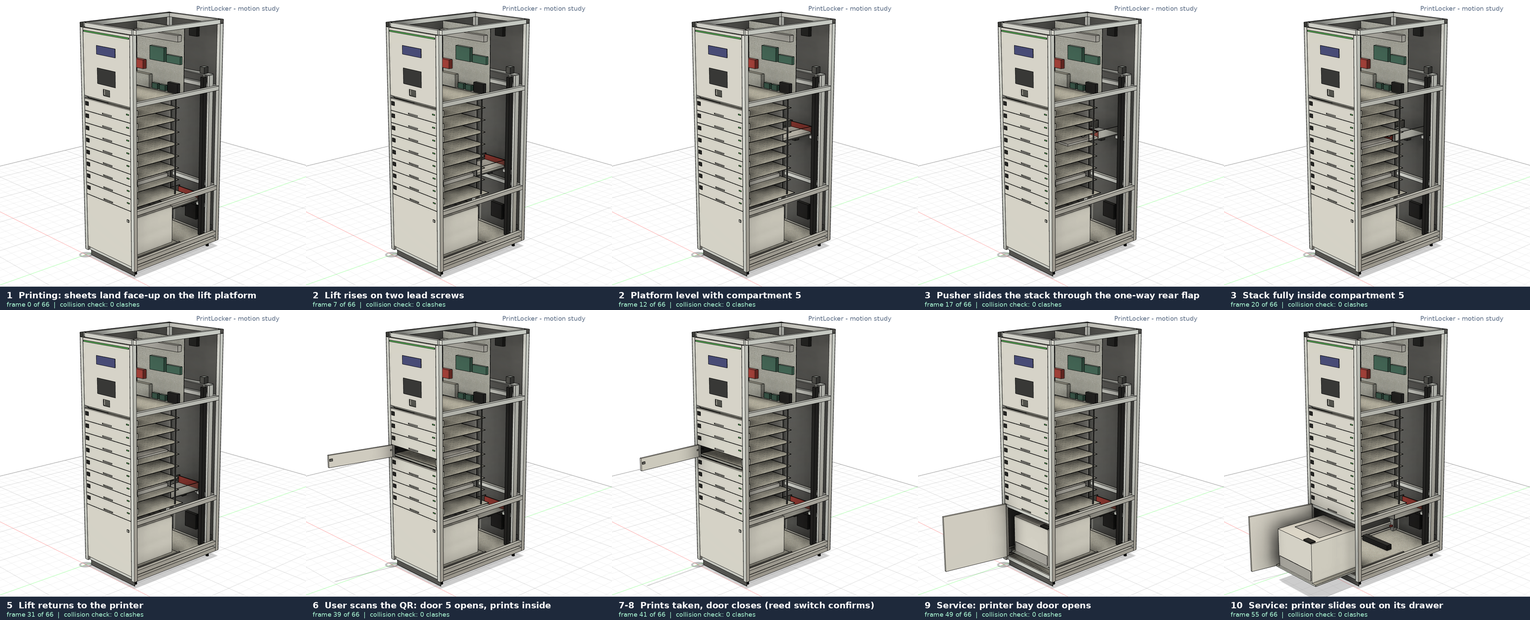 PrintLocker - motion study
PrintLocker - motion study
PrintLocker - motion study
PrintLocker - motion study
PrintLocker - motion study
1 Printing: sheets land face-up on the lift platform
frame 0 of 66 | collision check: 0 clashes
2 Lift rises on two lead screws
frame 7 of 66 | collision check: 0 clashes
2 Platform level with compartment 5
frame 12 of 66 | collision check: 0 clashes
3 Pusher slides the stack through the one-way rear flap
frame 17 of 66 | collision check: 0 clashes
3 Stack fully inside compartment 5
frame 20 of 66 | collision check: 0 clashes
PrintLocker - motion study
PrintLocker - motion study
PrintLocker - motion study
PrintLocker - motion study
PrintLocker - motion study
5 Lift returns to the printer
frame 31 of 66 | collision check: 0 clashes
6 User scans the QR: door 5 opens, prints inside
frame 39 of 66 | collision check: 0 clashes
7-8 Prints taken, door closes (reed switch confirms)
frame 41 of 66 | collision check: 0 clashes
9 Service: printer bay door opens
frame 49 of 66 | collision check: 0 clashes
10 Service: printer slides out on its drawer
frame 55 of 66 | collision check: 0 clashes